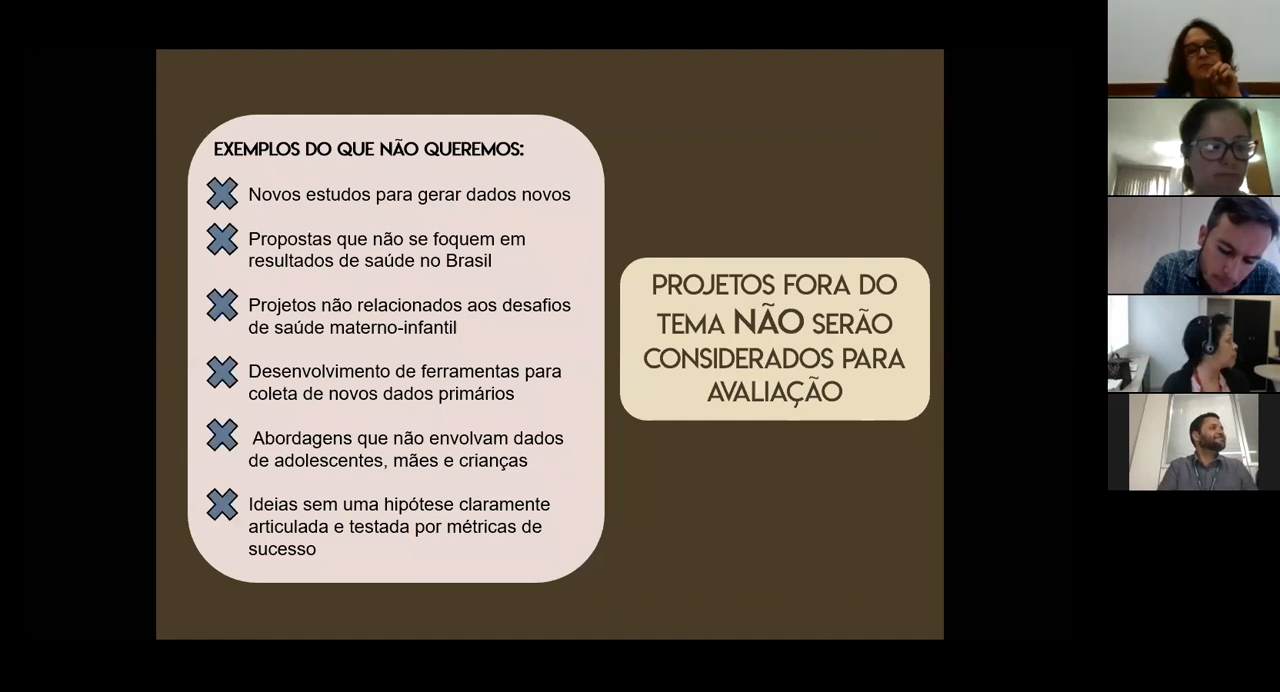 EXEMPLOS DO QUE NÃO QUEREMOS:
Novos estudos para gerar dados novos
Propostas que não se foquem em
resultados de saúde no Brasil
Projetos não relacionados aos desafios
de saúde materno-infantil
Desenvolvimento de ferramentas para
coleta de novos dados primários
Abordagens que não envolvam dados
de adolescentes, mães e crianças
Ideias sem uma hipótese claramente
articulada e testada por métricas de
sucesso
PROJETOS FORA DO
TEMA NÃO SERÃO
CONSIDERADOS PARA
AVALIAÇÃO